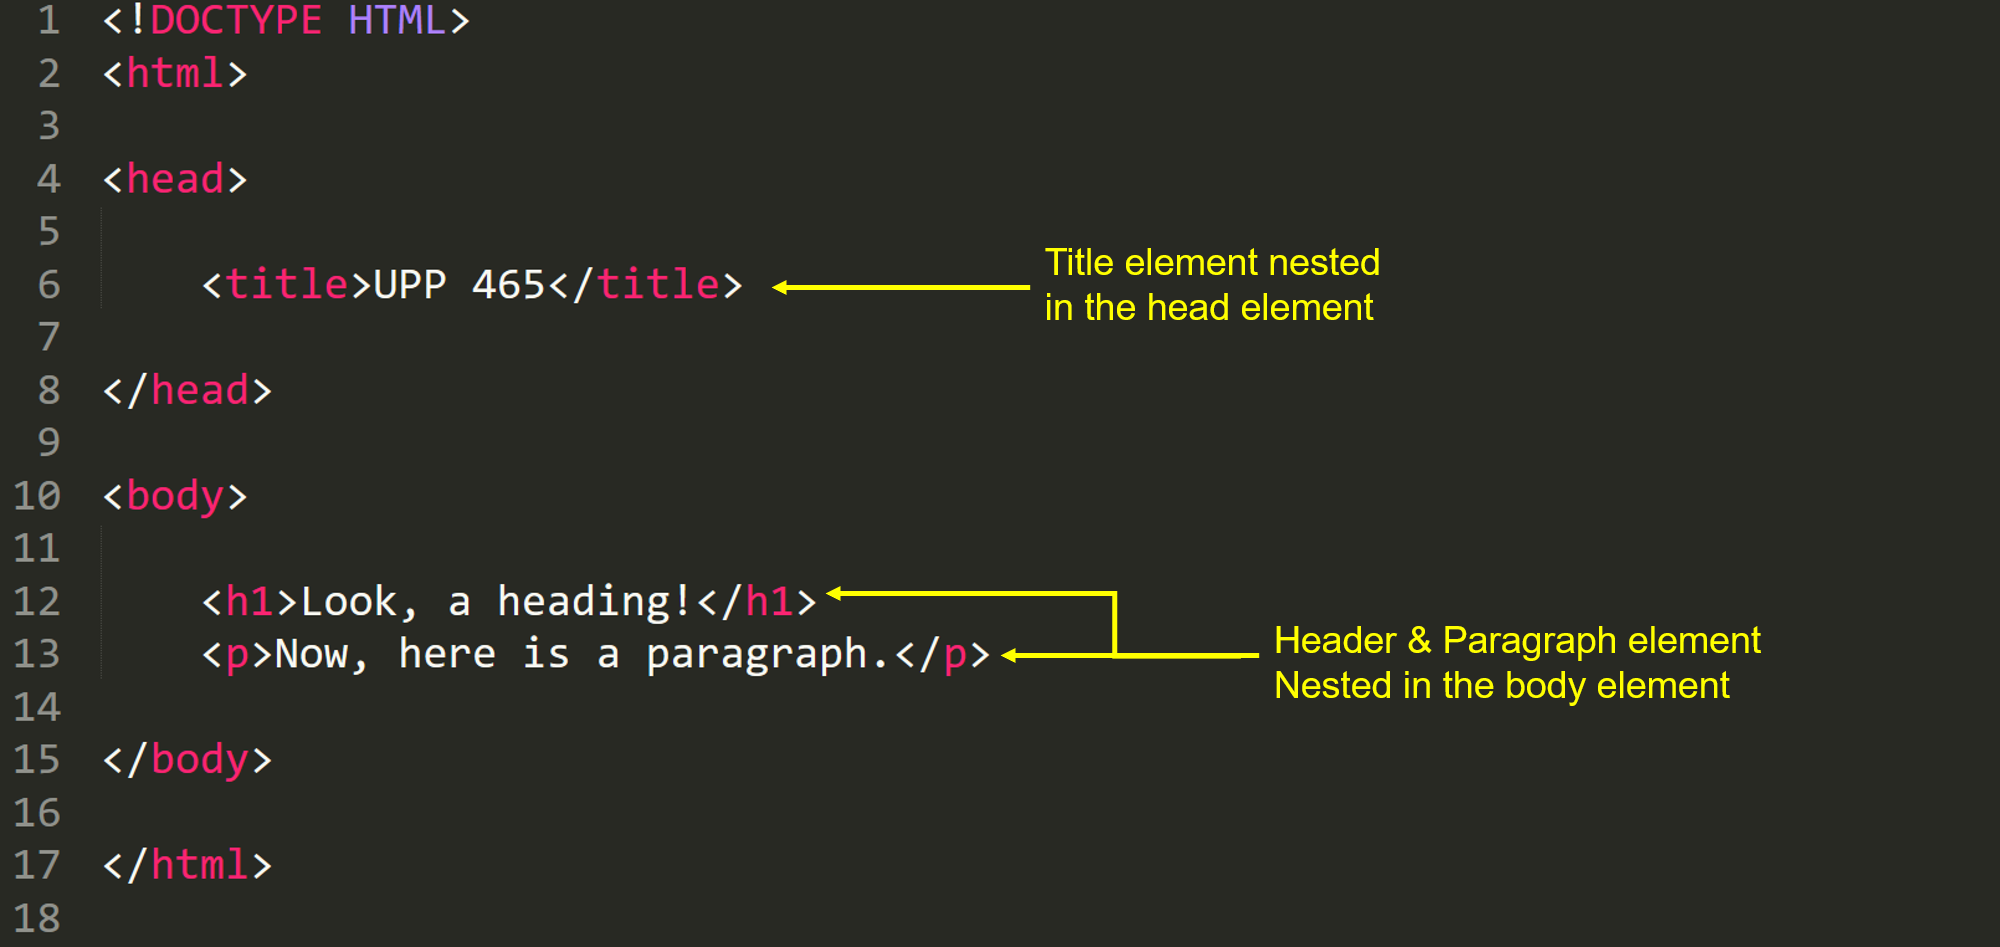 1 <!DOCTYPE HTML>
2 <html>
3
4 <head>
5
6 <title>UPP 465</title>
Title element nested
in the head element
7
8 </head>
9
10 <body>
11
12 <h1>Look, a heading!</h1>
13 <p>Now, here is a paragraph.</p>
Header & Paragraph element
Nested in the body element
14
15 </body>
16
17 </html>
18